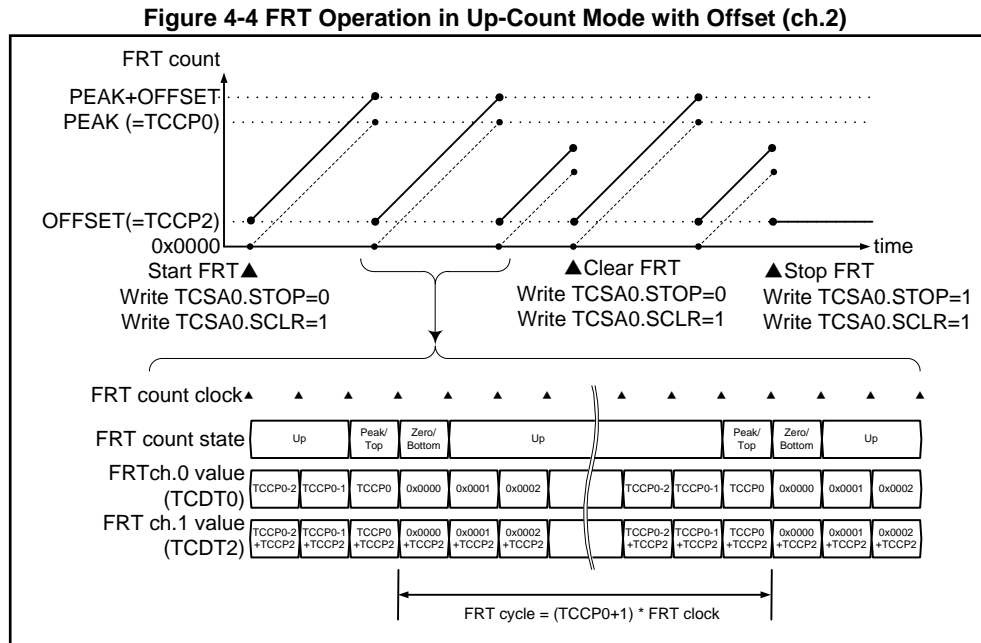 Figure 4-4 FRT Operation in Up-Count Mode with Offset (ch.2)
FRT count
PEAK+OFFSET
PEAK (=TCCP0)
OFFSET(=TCCP2)
0x0000
time
Start FRT▲
Write TCSA0.STOP=0
Write TCSA0.SCLR=1
▲Clear FRT
Write TCSA0.STOP=0
Write TCSA0.SCLR=1
▲Stop FRT
Write TCSA0.STOP=1
Write TCSA0.SCLR=1
FRT count clock
FRT count state
Up
Peak/
Top
Zero/
Bottom
Up
Peak/
Top
Zero/
Bottom
Up
FRTch.0 value
(TCDT0)
TCCP0-2 TCCP0-1 TCCP0 0x0000 0x0001 0x0002 TCCP0-2 TCCP0-1 TCCP0 0x0000 0x0001 0x0002
FRT ch.1 value
(TCDT2)
TCCP0-2 TCCP0-1 TCCP0 0x0000 0x0001 0x0002 TCCP0-2 TCCP0-1 TCCP0 0x0000 0x0001 0x0002
+TCCP2 +TCCP2 +TCCP2 +TCCP2 +TCCP2 +TCCP2 +TCCP2 +TCCP2 +TCCP2 +TCCP2 +TCCP2 +TCCP2
FRT cycle = (TCCP0+1) * FRT clock